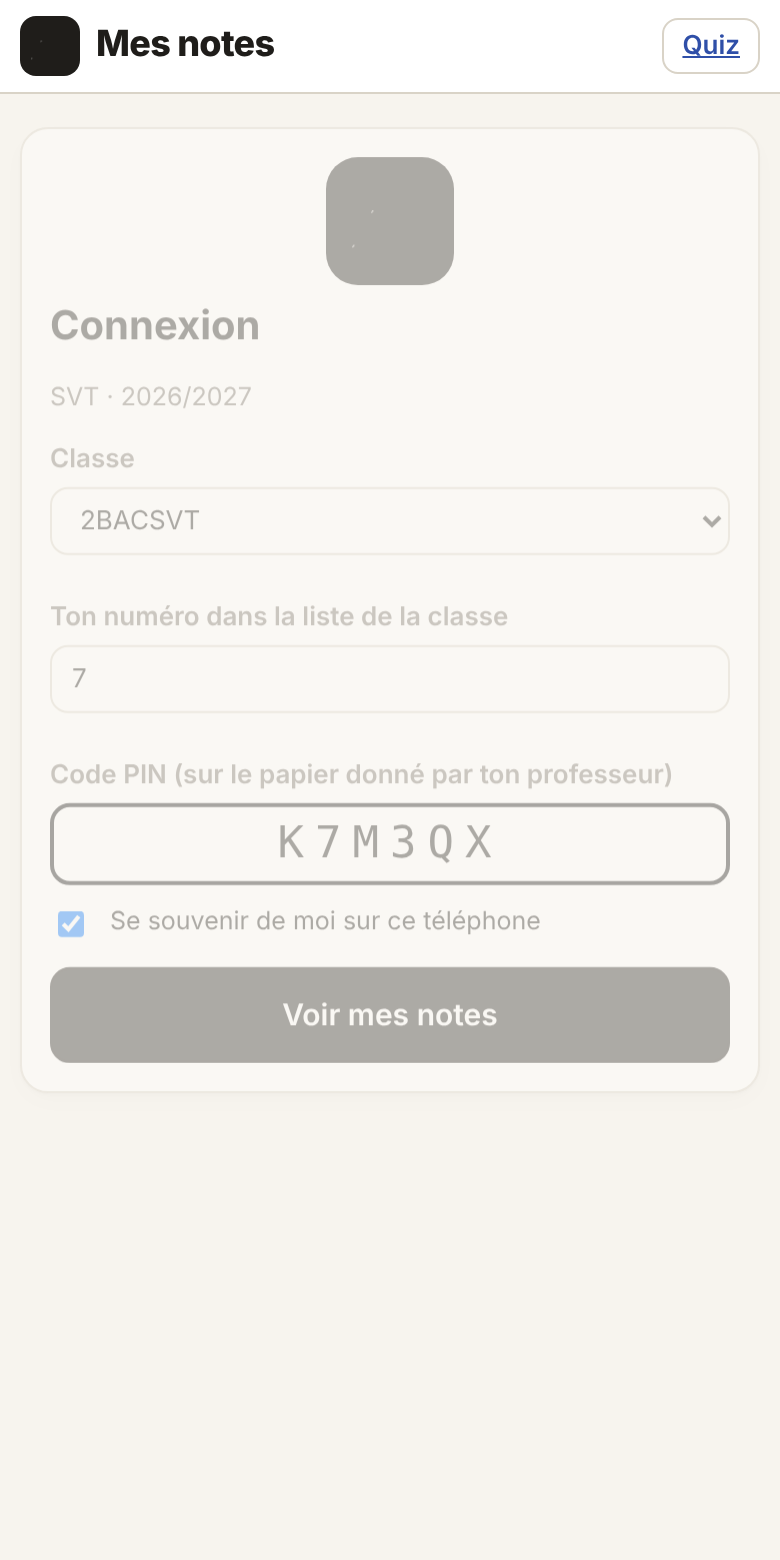 Mes notes
Quiz
Connexion
SVT · 2026/2027
Classe
2BACSVT
Ton numéro dans la liste de la classe
7
Code PIN (sur le papier donné par ton professeur)
K7M3QX
Se souvenir de moi sur ce téléphone
Voir mes notes